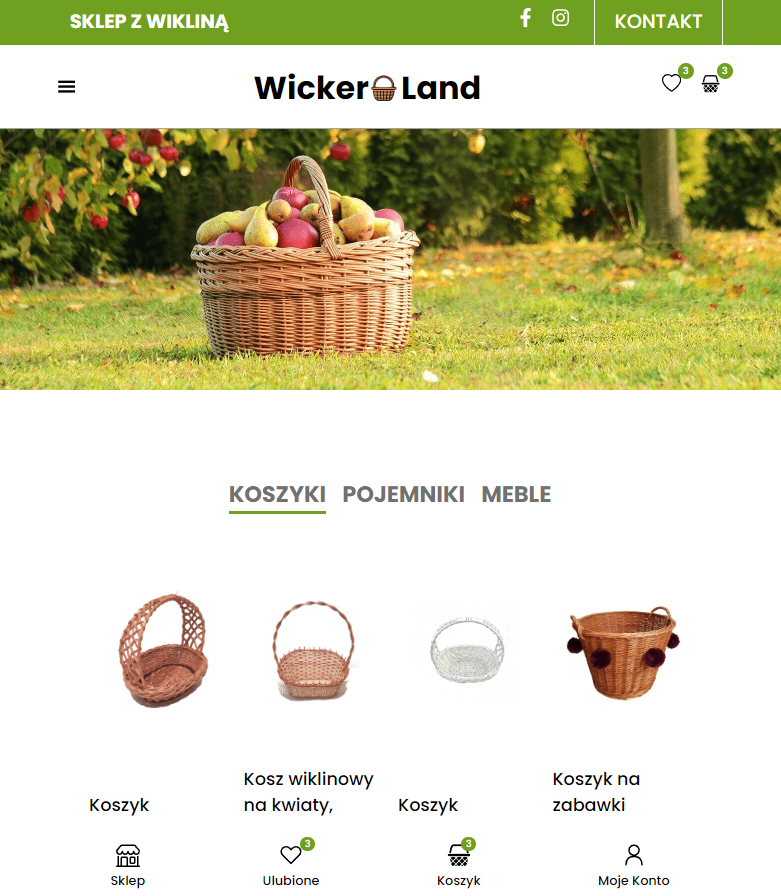 SKLEP Z WIKLINĄ
KONTAKT
Wicker Land
3
3
KOSZYKI POJEMNIKI MEBLE
Koszyk
Kosz wiklinowy
na kwiaty,
Koszyk
Koszyk na
zabawki
Sklep
3
Ulubione
3
Koszyk
Moje Konto